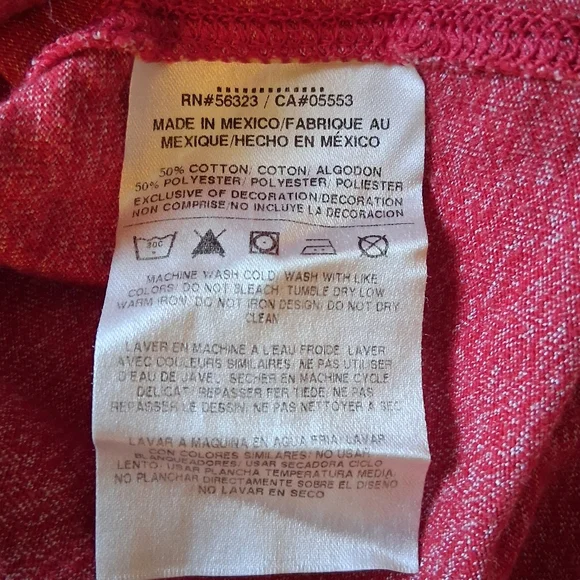 RN#56323 / CA#05553
MADE IN MEXICO/FABRIQUE AU
MEXIQUE/HECHO EN MÉXICO
50% COTTON/ COTON/ ALGODON
50% POLYESTER/ POLYESTER/ POLIESTER
EXCLUSIVE OF DECORATION/DECORATION
NON COMPRISE/NO INCLUYE LA DECORACION
30C
MACHINE WASH COLD/ WASH WITH LIKE
COLORS/ DO NOT BLEACH/ TUMBLE DRY LOW
WARM IRON/ DO NOT IRON DESIGN/ DO NOT DRY
CLEAN
LAVER EN MACHINE A L'EAU FROIDE/ LAVER
AVEC COULEURS SIMILAIRES/ NE PAS UTILISER
D'EAU DE JAVEL/ SECHER EN MACHINE CYCLE
DELICAT/ REPASSER FER TIEDE/ NE PAS
REPASSER LE DESSIN/ NE PAS NETTOYER A SEC
LAVAR A MAQUINA EN AGUA FRIA/ LAVAR
CON COLORES SIMILARES/ NO USAR
BLANQUEADORES/ USAR SECADORA CICLO
LENTO/ USAR PLANCHA TEMPERATURA MEDIA/
NO PLANCHAR DIRECTAMENTE SOBRE EL DISENO
NO LAVAR EN SECO